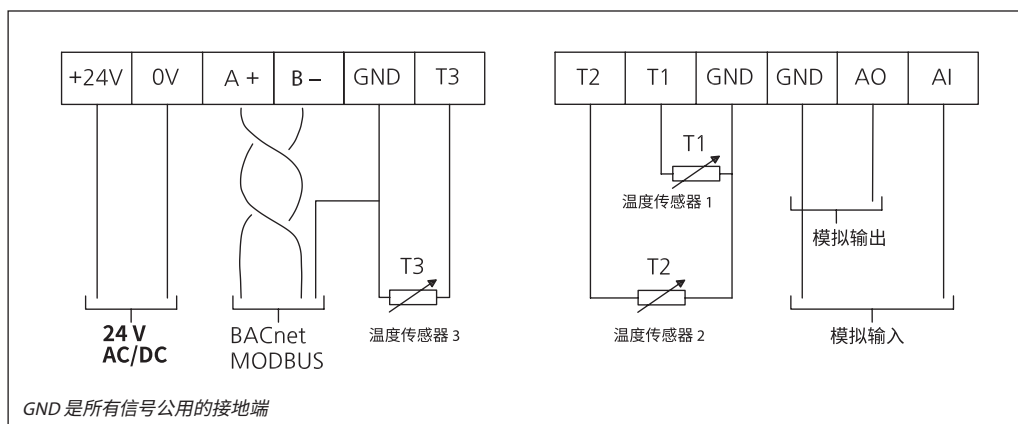 +24V 0V A + B – GND T3
T2 T1 GND GND AO AI
T1
温度传感器 1
模拟输出
T3
T2
24 V
AC/DC
BACnet
MODBUS
温度传感器 3
温度传感器 2
模拟输入
GND 是所有信号公用的接地端